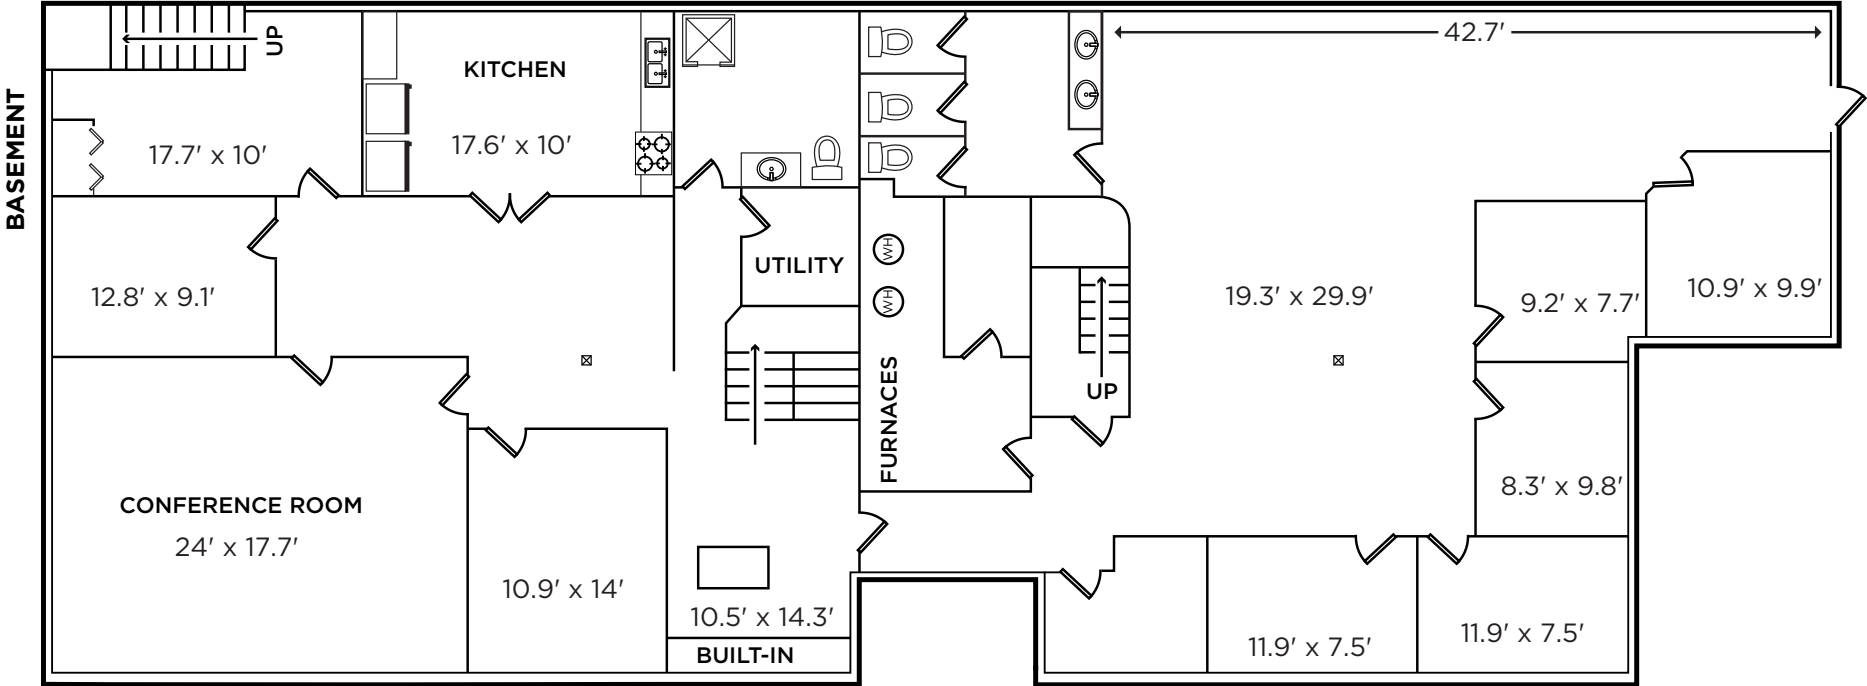 BASEMENT
UP
KITCHEN
42.7'
17.7' x 10'
17.6' x 10'
UTILITY
WH
WH
12.8' x 9.1'
19.3' x 29.9'
9.2' x 7.7'
10.9' x 9.9'
FURNACES
UP
CONFERENCE ROOM
24' x 17.7'
8.3' x 9.8'
10.9' x 14'
10.5' x 14.3'
BUILT-IN
11.9' x 7.5'
11.9' x 7.5'